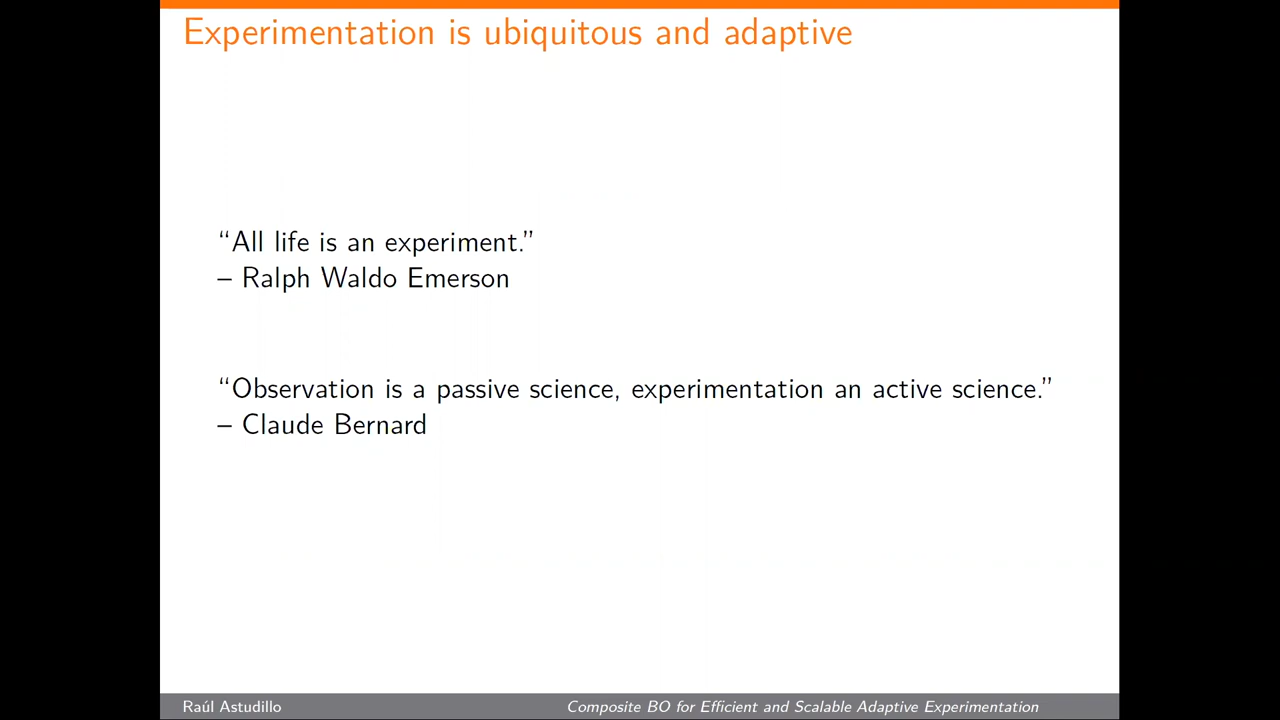 Experimentation is ubiquitous and adaptive
“All life is an experiment.”
– Ralph Waldo Emerson
“Observation is a passive science, experimentation an active science.”
– Claude Bernard
Raúl Astudillo
Composite BO for Efficient and Scalable Adaptive Experimentation